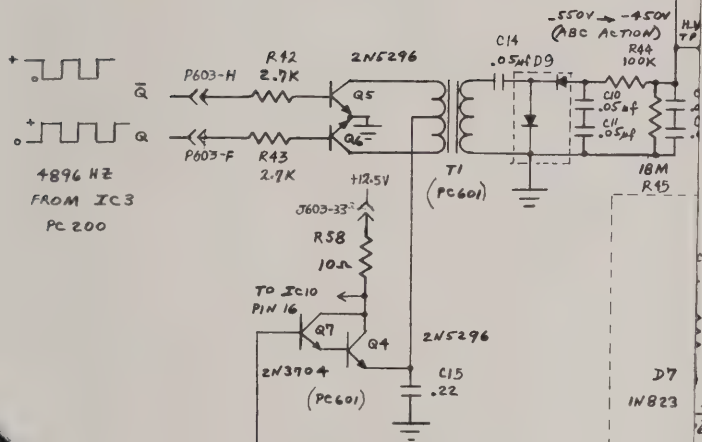 -550V → -450V
(ABC ACTION)
H.V
TP
C14
.05µf
D9
R44
100K
R42
2.7K
2N5296
P603-H
Q̅
Q5
+
0
C10
.05µf
C11
.05µf
Q
P603-F
R43
2.7K
Q6
+
0
4896 HZ
FROM IC3
PC 200
T1
(PC601)
18M
R45
+12.5V
J603-33
R58
10Ω
TO IC10
PIN 16
Q7
Q4
2N5296
2N3704
(PC601)
C15
.22
D7
IN823